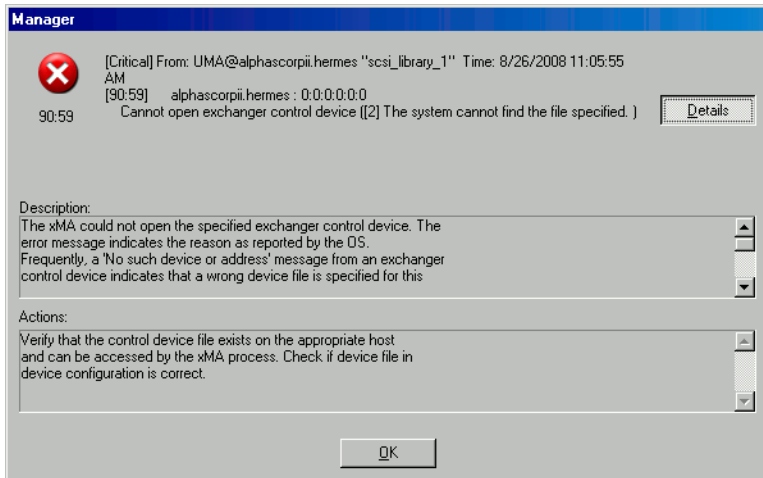 Manager
[Critical] From: UMA@alphascorpii.hermes "scsi_library_1" Time: 8/26/2008 11:05:55
AM
[90:59] alphascorpii.hermes : 0:0:0:0:0:0
Cannot open exchanger control device ([2] The system cannot find the file specified. )
90:59
Details
Description:
The xMA could not open the specified exchanger control device. The
error message indicates the reason as reported by the OS.
Frequently, a 'No such device or address' message from an exchanger
control device indicates that a wrong device file is specified for this
Actions:
Verify that the control device file exists on the appropriate host
and can be accessed by the xMA process. Check if device file in
device configuration is correct.
OK